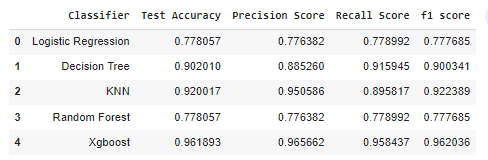 Classifier Test Accuracy Precision Score Recall Score f1 score
0 Logistic Regression 0.778057 0.776382 0.778992 0.777685
1 Decision Tree 0.902010 0.885260 0.915945 0.900341
2 KNN 0.920017 0.950586 0.895817 0.922389
3 Random Forest 0.778057 0.776382 0.778992 0.777685
4 Xgboost 0.961893 0.965662 0.958437 0.962036